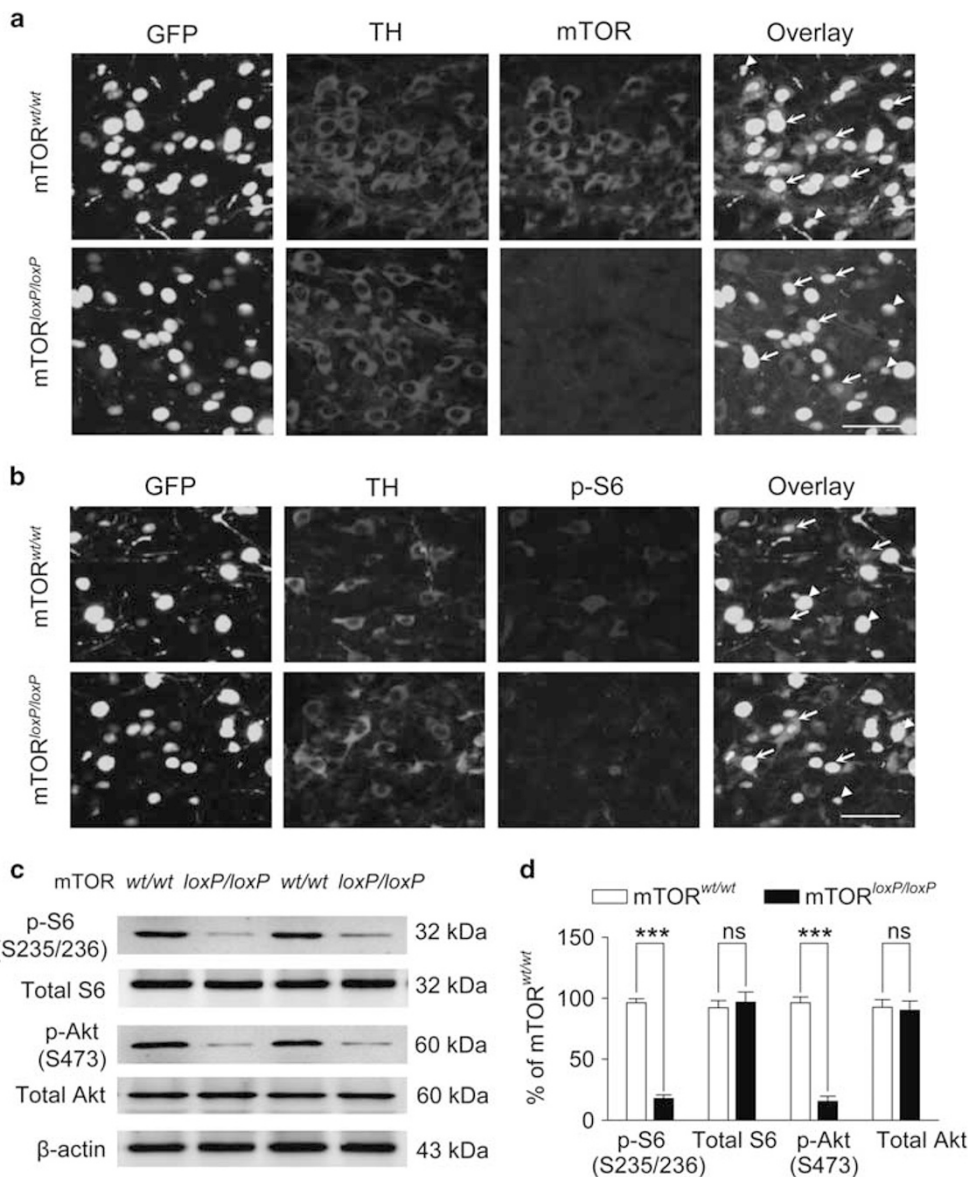 a
GFP TH mTOR Overlay
mTORwt/wt
mTORloxP/loxP
b
GFP TH p-S6 Overlay
mTORwt/wt
mTORloxP/loxP
c
mTOR wt/wt loxP/loxP wt/wt loxP/loxP
p-S6
(S235/236)
32 kDa
Total S6
32 kDa
p-Akt
(S473)
60 kDa
Total Akt
60 kDa
β-actin
43 kDa
d
mTORwt/wt mTORloxP/loxP
% of mTORwt/wt
150
100
50
0
*** ns *** ns
p-S6 Total S6 p-Akt Total Akt
(S235/236) (S473)